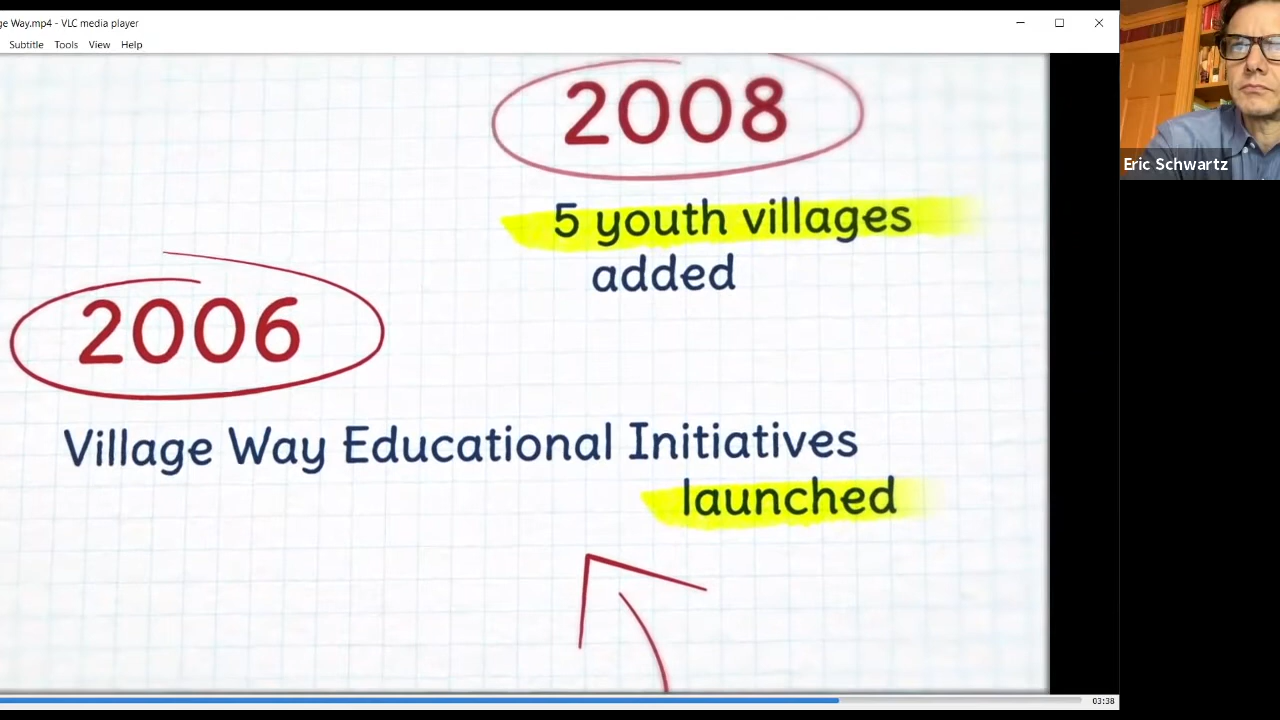 ge Way.mp4 - VLC media player
Subtitle Tools View Help
2008
5 youth villages
added
2006
Village Way Educational Initiatives
launched
Eric Schwartz
03:38